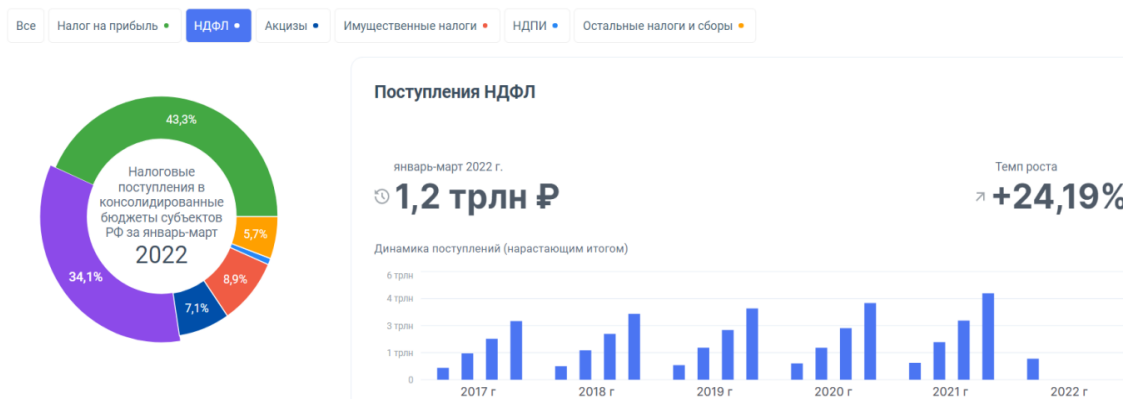 Все
Налог на прибыль
НДФЛ
Акцизы
Имущественные налоги
НДПИ
Остальные налоги и сборы
43,3%
Налоговые
поступления в
консолидированные
бюджеты субъектов
РФ за январь-март
2022
5,7%
34,1%
8,9%
7,1%
Поступления НДФЛ
январь-март 2022 г.
1,2 трлн ₽
Темп роста
+24,19%
Динамика поступлений (нарастающим итогом)
6 трлн
4 трлн
3 трлн
1 трлн
0
2017 г
2018 г
2019 г
2020 г
2021 г
2022 г